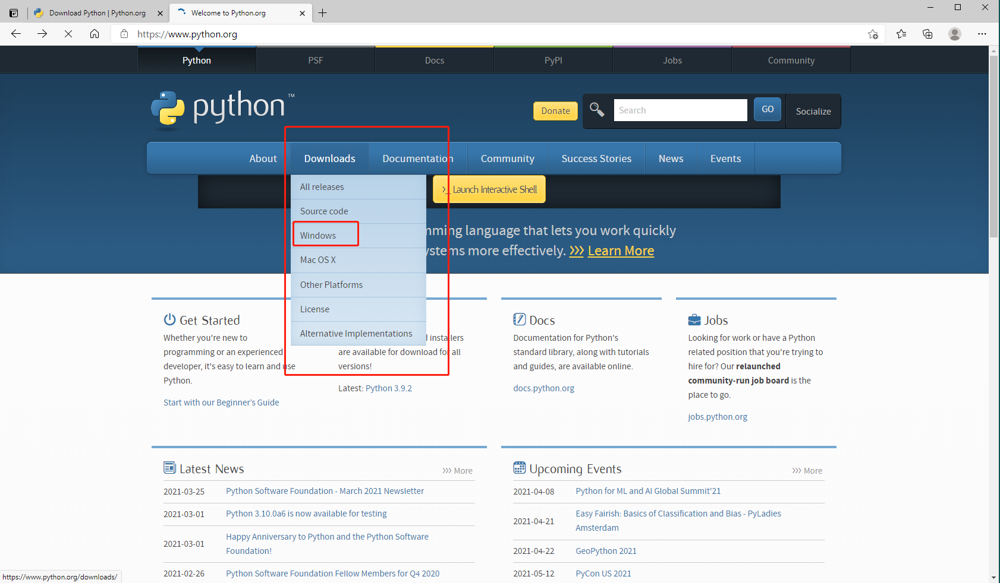 Download Python | Python.org
Welcome to Python.org
https://www.python.org
Python
PSF
Docs
PyPI
Jobs
Community
python™
Donate
Search
GO
Socialize
About
Downloads
Documentation
Community
Success Stories
News
Events
All releases
Source code
Windows
Mac OS X
Other Platforms
License
Alternative Implementations
>_ Launch Interactive Shell
mming language that lets you work quickly
ystems more effectively. >>> Learn More
Get Started
Whether you're new to
programming or an experienced
developer, it's easy to learn and use
Python.
Start with our Beginner's Guide
installers
are available for download for all
versions!
Latest: Python 3.9.2
Docs
Documentation for Python's
standard library, along with tutorials
and guides, are available online.
docs.python.org
Jobs
Looking for work or have a Python
related position that you're trying to
hire for? Our relaunched
community-run job board is the
place to go.
jobs.python.org
Latest News
>>> More
2021-03-25 Python Software Foundation - March 2021 Newsletter
2021-03-01 Python 3.10.0a6 is now available for testing
2021-03-01 Happy Anniversary to Python and the Python Software
Foundation!
2021-02-26 Python Software Foundation Fellow Members for Q4 2020
Upcoming Events
>>> More
2021-04-08 Python for ML and AI Global Summit'21
2021-04-21 Easy Fairish: Basics of Classification and Bias - PyLadies
Amsterdam
2021-04-22 GeoPython 2021
2021-05-12 PyCon US 2021
https://www.python.org/downloads/